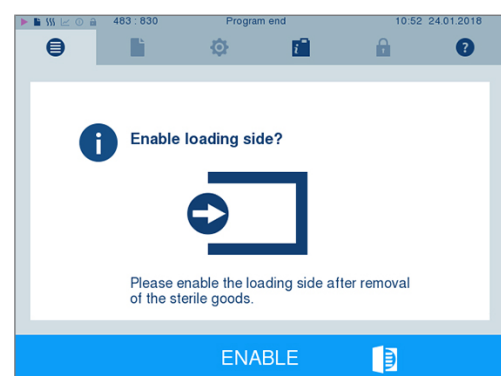 483 : 830 Program end 10:52 24.01.2018
Enable loading side?
Please enable the loading side after removal
of the sterile goods.
ENABLE